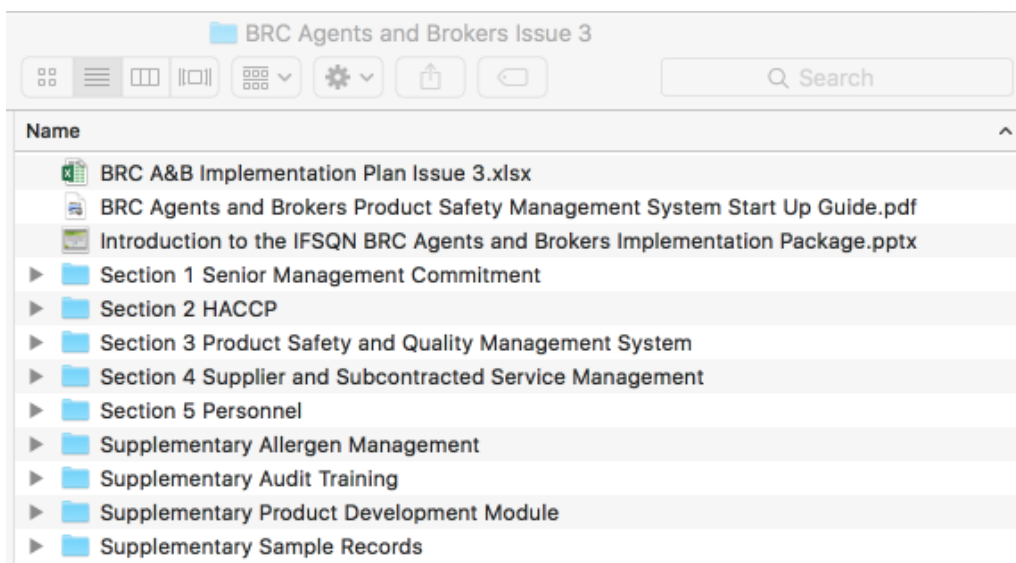 BRC Agents and Brokers Issue 3
Search
Name
BRC A&B Implementation Plan Issue 3.xlsx
BRC Agents and Brokers Product Safety Management System Start Up Guide.pdf
Introduction to the IFSQN BRC Agents and Brokers Implementation Package.pptx
Section 1 Senior Management Commitment
Section 2 HACCP
Section 3 Product Safety and Quality Management System
Section 4 Supplier and Subcontracted Service Management
Section 5 Personnel
Supplementary Allergen Management
Supplementary Audit Training
Supplementary Product Development Module
Supplementary Sample Records